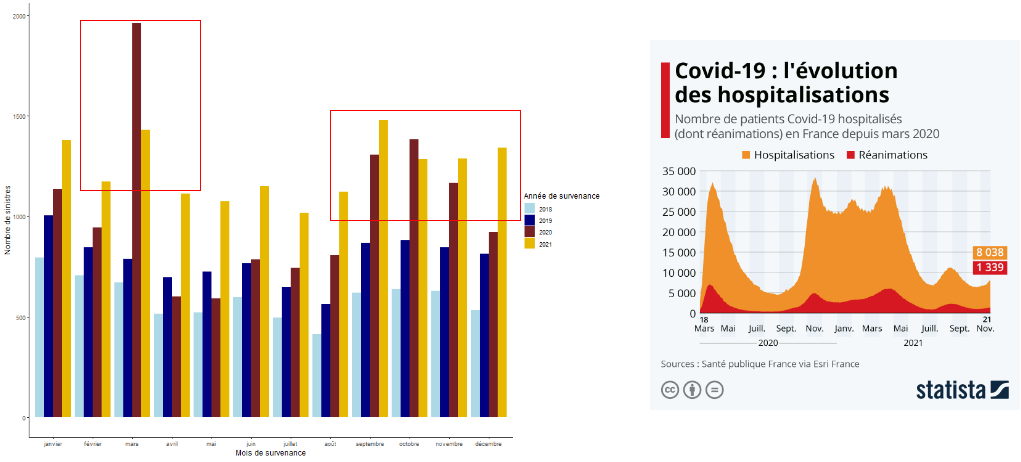 2000
1500
1000
500
0
Nombre de sinistres
janvier février mars avril mai juin juillet août septembre octobre novembre décembre
Mois de survenance
Année de survenance
2018
2019
2020
2021
Covid-19 : l'évolution
des hospitalisations
Nombre de patients Covid-19 hospitalisés
(dont réanimations) en France depuis mars 2020
Hospitalisations Réanimations
35 000
30 000
25 000
20 000
15 000
10 000
5 000
0
8 038
1 339
18 21
Mars Mai Juill. Sept. Nov. Janv. Mars Mai Juill. Sept. Nov.
2020 2021
Sources : Santé publique France via Esri France
cc
statista